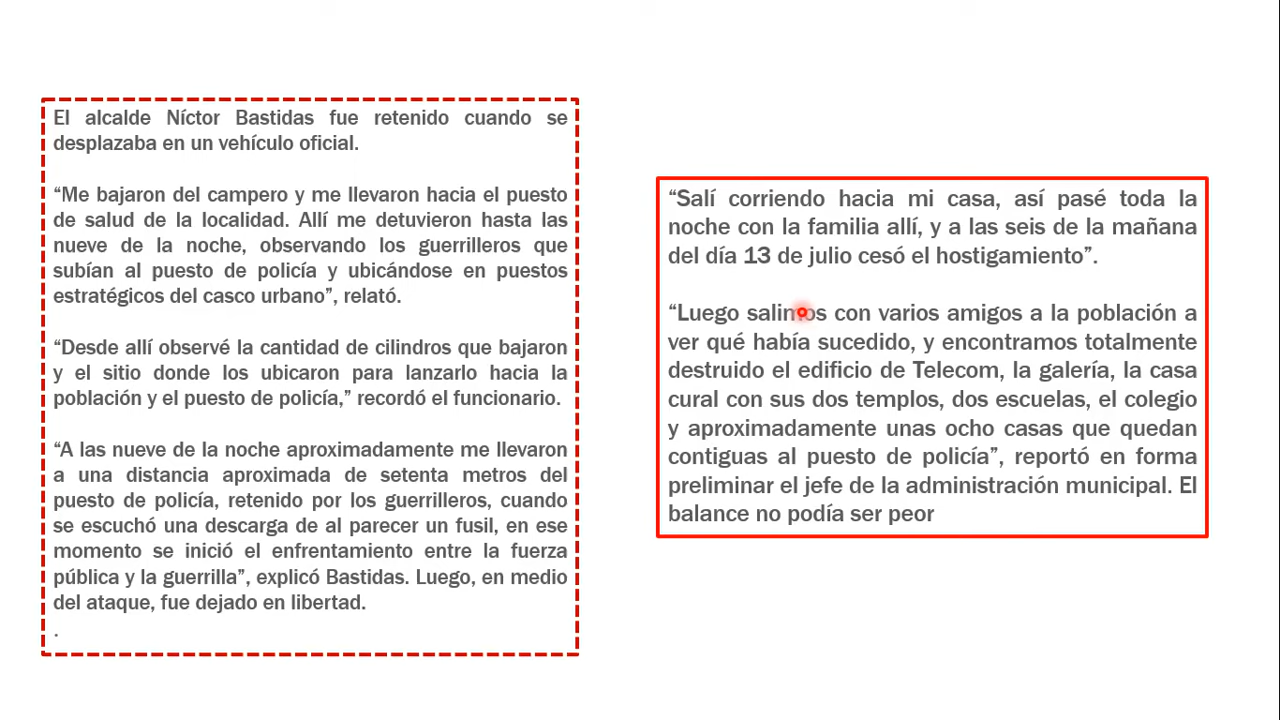 El alcalde Níctor Bastidas fue retenido cuando se
desplazaba en un vehículo oficial.
“Me bajaron del campero y me llevaron hacia el puesto
de salud de la localidad. Allí me detuvieron hasta las
nueve de la noche, observando los guerrilleros que
subían al puesto de policía y ubicándose en puestos
estratégicos del casco urbano”, relató.
“Desde allí observé la cantidad de cilindros que bajaron
y el sitio donde los ubicaron para lanzarlo hacia la
población y el puesto de policía,” recordó el funcionario.
“A las nueve de la noche aproximadamente me llevaron
a una distancia aproximada de setenta metros del
puesto de policía, retenido por los guerrilleros, cuando
se escuchó una descarga de al parecer un fusil, en ese
momento se inició el enfrentamiento entre la fuerza
pública y la guerrilla”, explicó Bastidas. Luego, en medio
del ataque, fue dejado en libertad.
.
“Salí corriendo hacia mi casa, así pasé toda la
noche con la familia allí, y a las seis de la mañana
del día 13 de julio cesó el hostigamiento”.
“Luego salimos con varios amigos a la población a
ver qué había sucedido, y encontramos totalmente
destruido el edificio de Telecom, la galería, la casa
cural con sus dos templos, dos escuelas, el colegio
y aproximadamente unas ocho casas que quedan
contiguas al puesto de policía”, reportó en forma
preliminar el jefe de la administración municipal. El
balance no podía ser peor